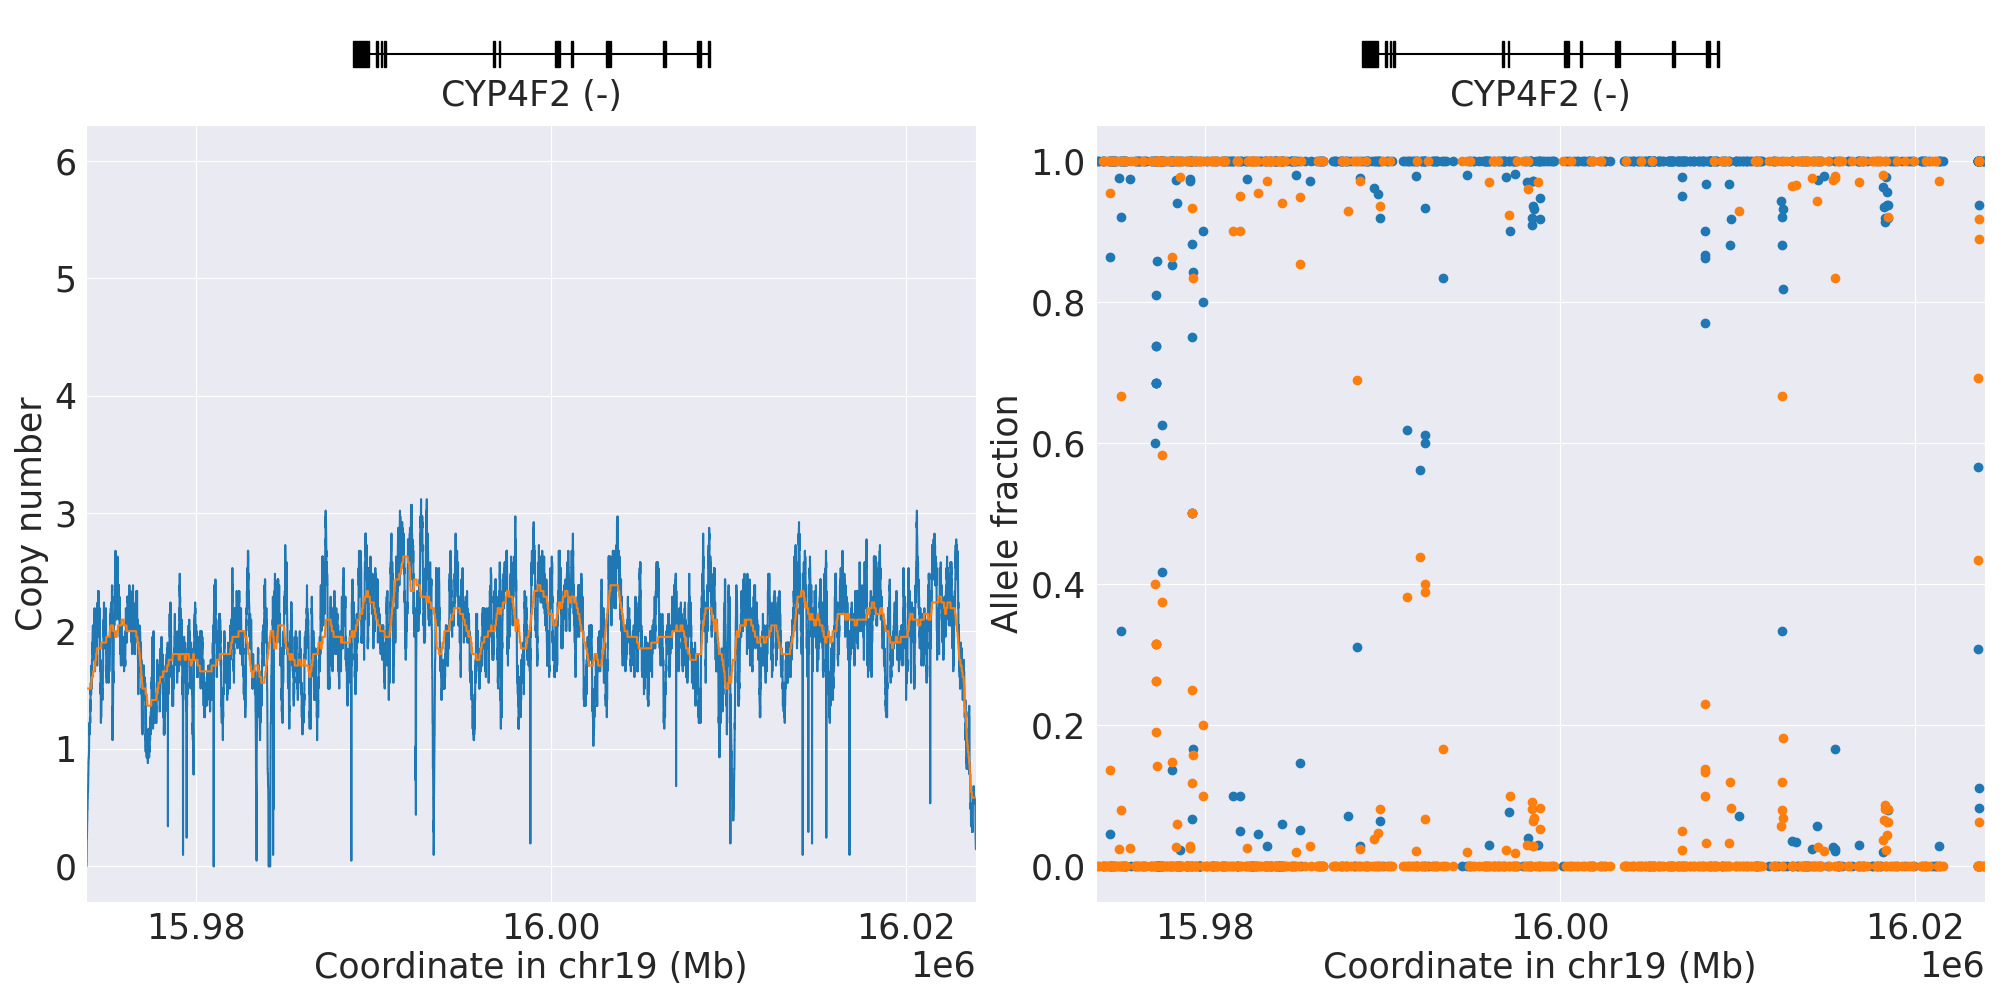 CYP4F2 (-)
6
5
4
3
2
1
0
Copy number
15.98
16.00
16.02
Coordinate in chr19 (Mb)
1e6
CYP4F2 (-)
1.0
0.8
0.6
0.4
0.2
0.0
Allele fraction
15.98
16.00
16.02
Coordinate in chr19 (Mb)
1e6